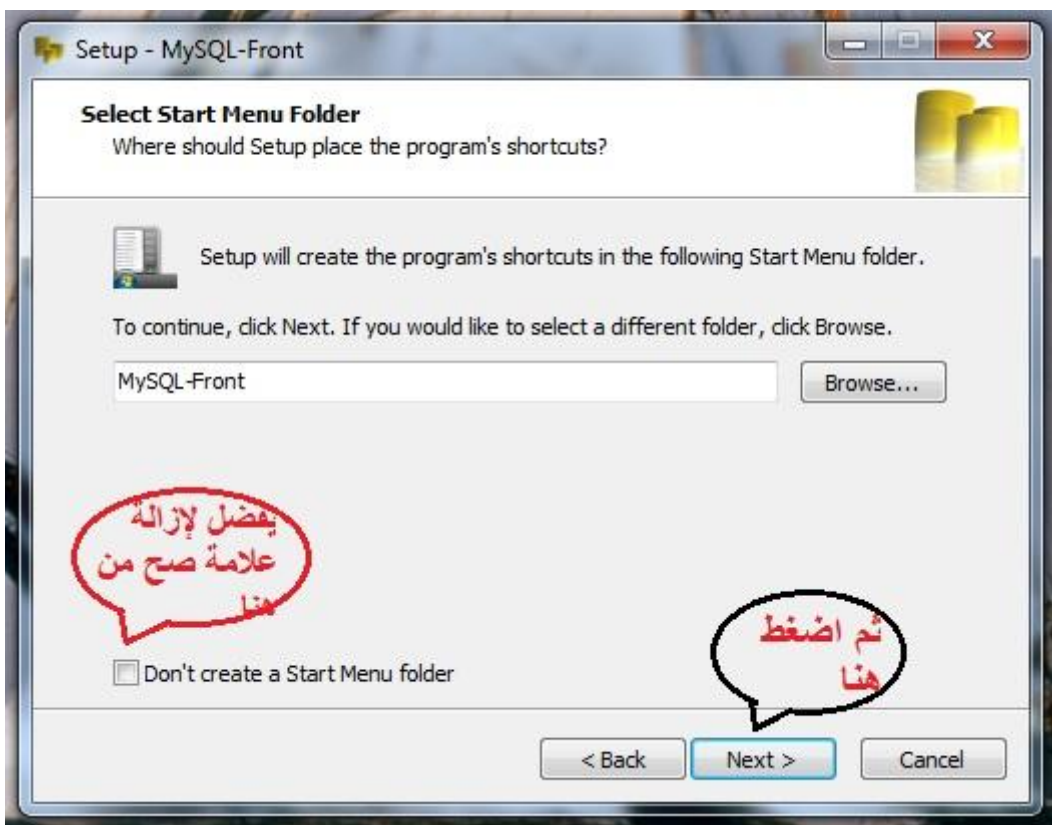 Setup - MySQL-Front
Select Start Menu Folder
Where should Setup place the program's shortcuts?
Setup will create the program's shortcuts in the following Start Menu folder.
To continue, click Next. If you would like to select a different folder, click Browse.
MySQL-Front
Browse...
يفضل لإزالة
علامة صح من
هنا
ثم اضغط
هنا
Don't create a Start Menu folder
< Back
Next >
Cancel